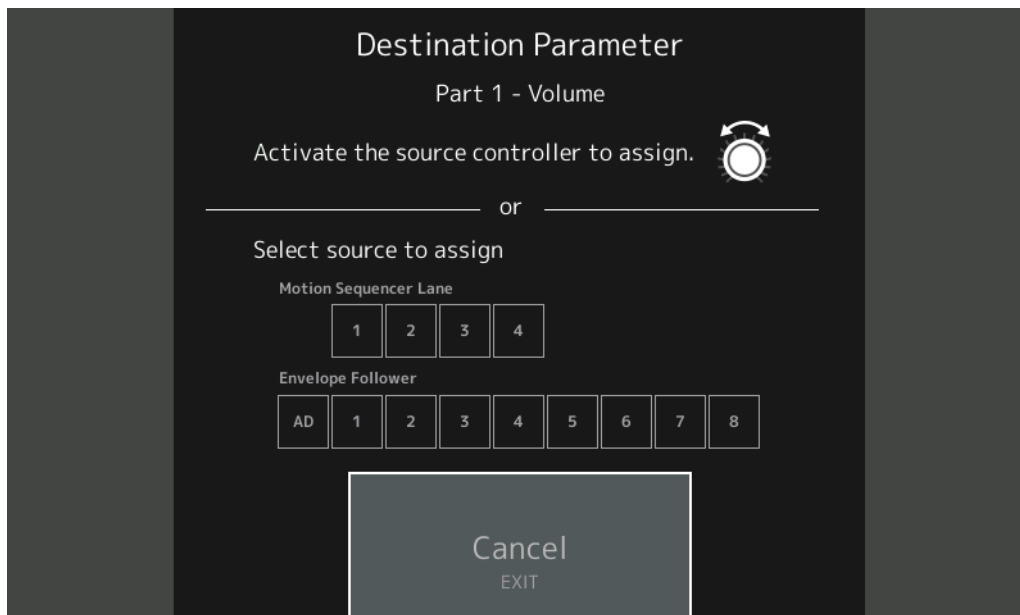 Destination Parameter
Part 1 - Volume
Activate the source controller to assign.
or
Select source to assign
Motion Sequencer Lane
1 2 3 4
Envelope Follower
AD 1 2 3 4 5 6 7 8
Cancel
EXIT